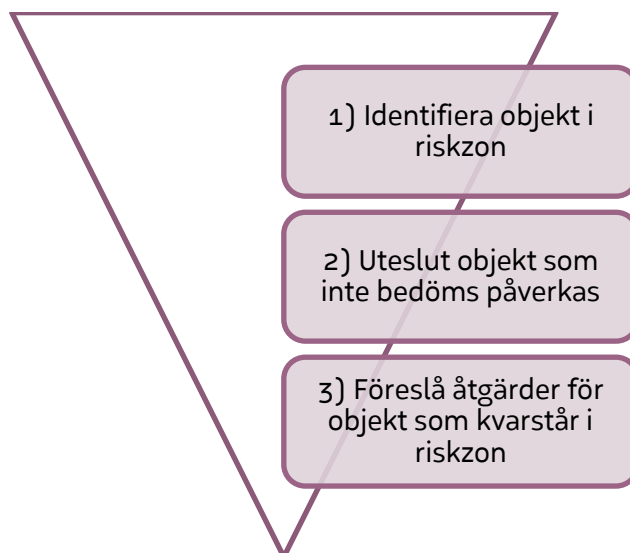 1) Identifiera objekt i
riskzon
2) Uteslut objekt som
inte bedöms påverkas
3) Föreslå åtgärder för
objekt som kvarstår i
riskzon